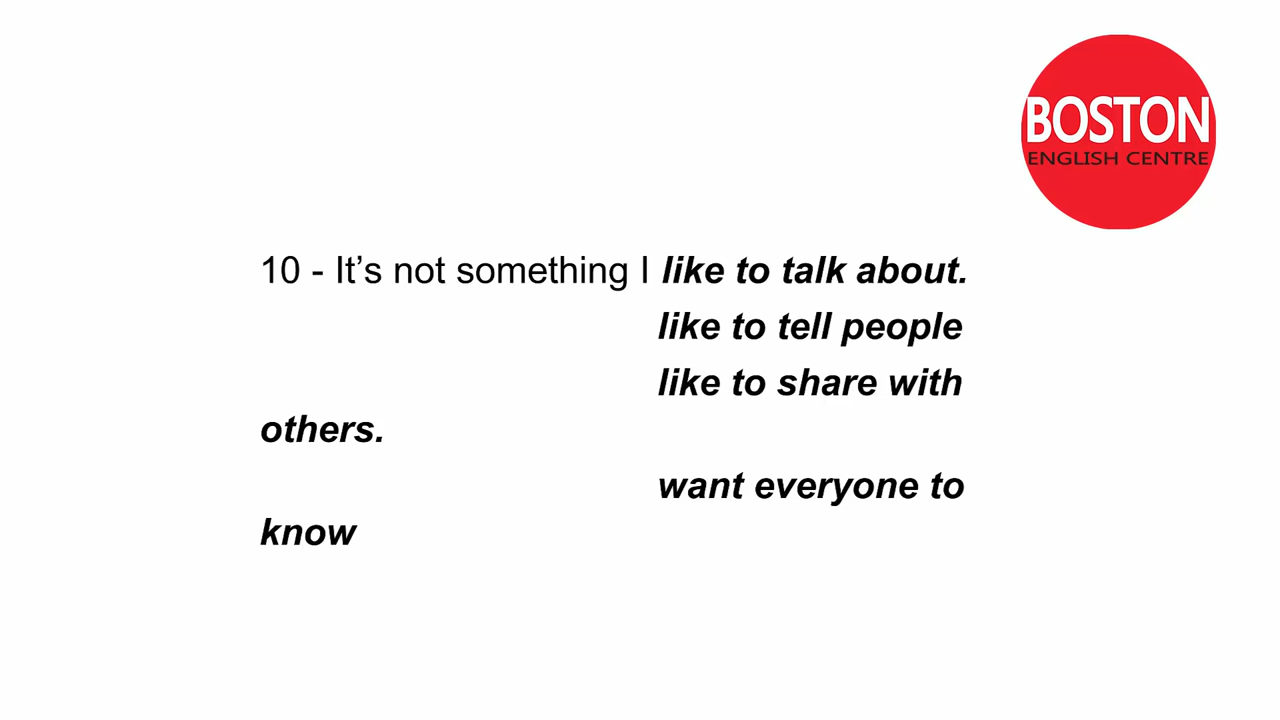 BOSTON
ENGLISH CENTRE
10 - It’s not something I like to talk about.
like to tell people
like to share with
others.
want everyone to
know